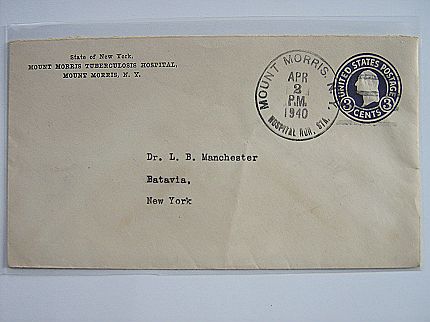 State of New York.
MOUNT MORRIS TUBERCULOSIS HOSPITAL,
MOUNT MORRIS, N. Y.
MOUNT MORRIS, N.Y.
APR
2
P.M.
1940
HOSPITAL RUR. STA.
UNITED STATES POSTAGE
3 CENTS 3
Dr. L. B. Manchester
Batavia,
New York